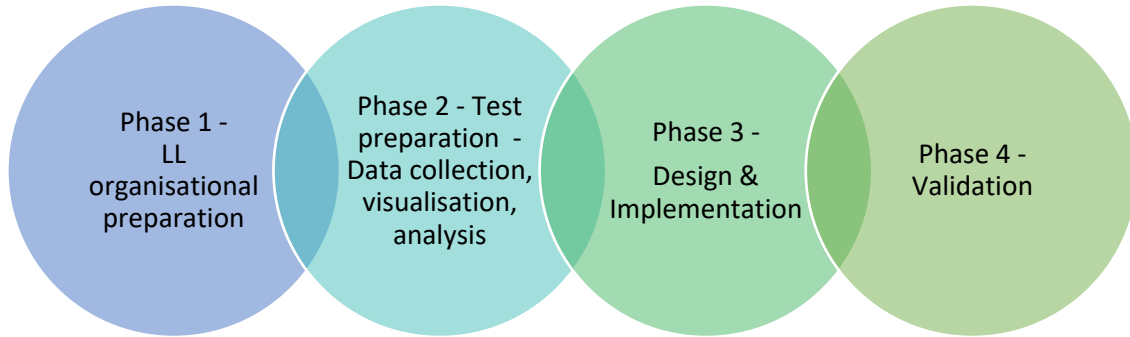 Phase 1 -
LL
organisational
preparation
Phase 2 - Test
preparation -
Data collection,
visualisation,
analysis
Phase 3 -
Design &
Implementation
Phase 4 -
Validation